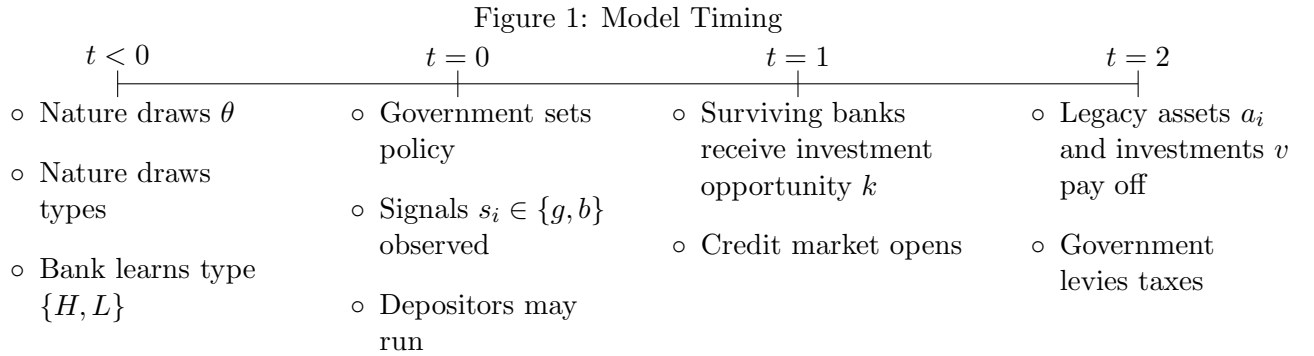 Figure 1: Model Timing
t < 0
t = 0
t = 1
t = 2
◦ Nature draws θ
◦ Nature draws
types
◦ Bank learns type
{H, L}
◦ Government sets
policy
◦ Signals s_i ∈ {g, b}
observed
◦ Depositors may
run
◦ Surviving banks
receive investment
opportunity k
◦ Credit market opens
◦ Legacy assets a_i
and investments v
pay off
◦ Government
levies taxes